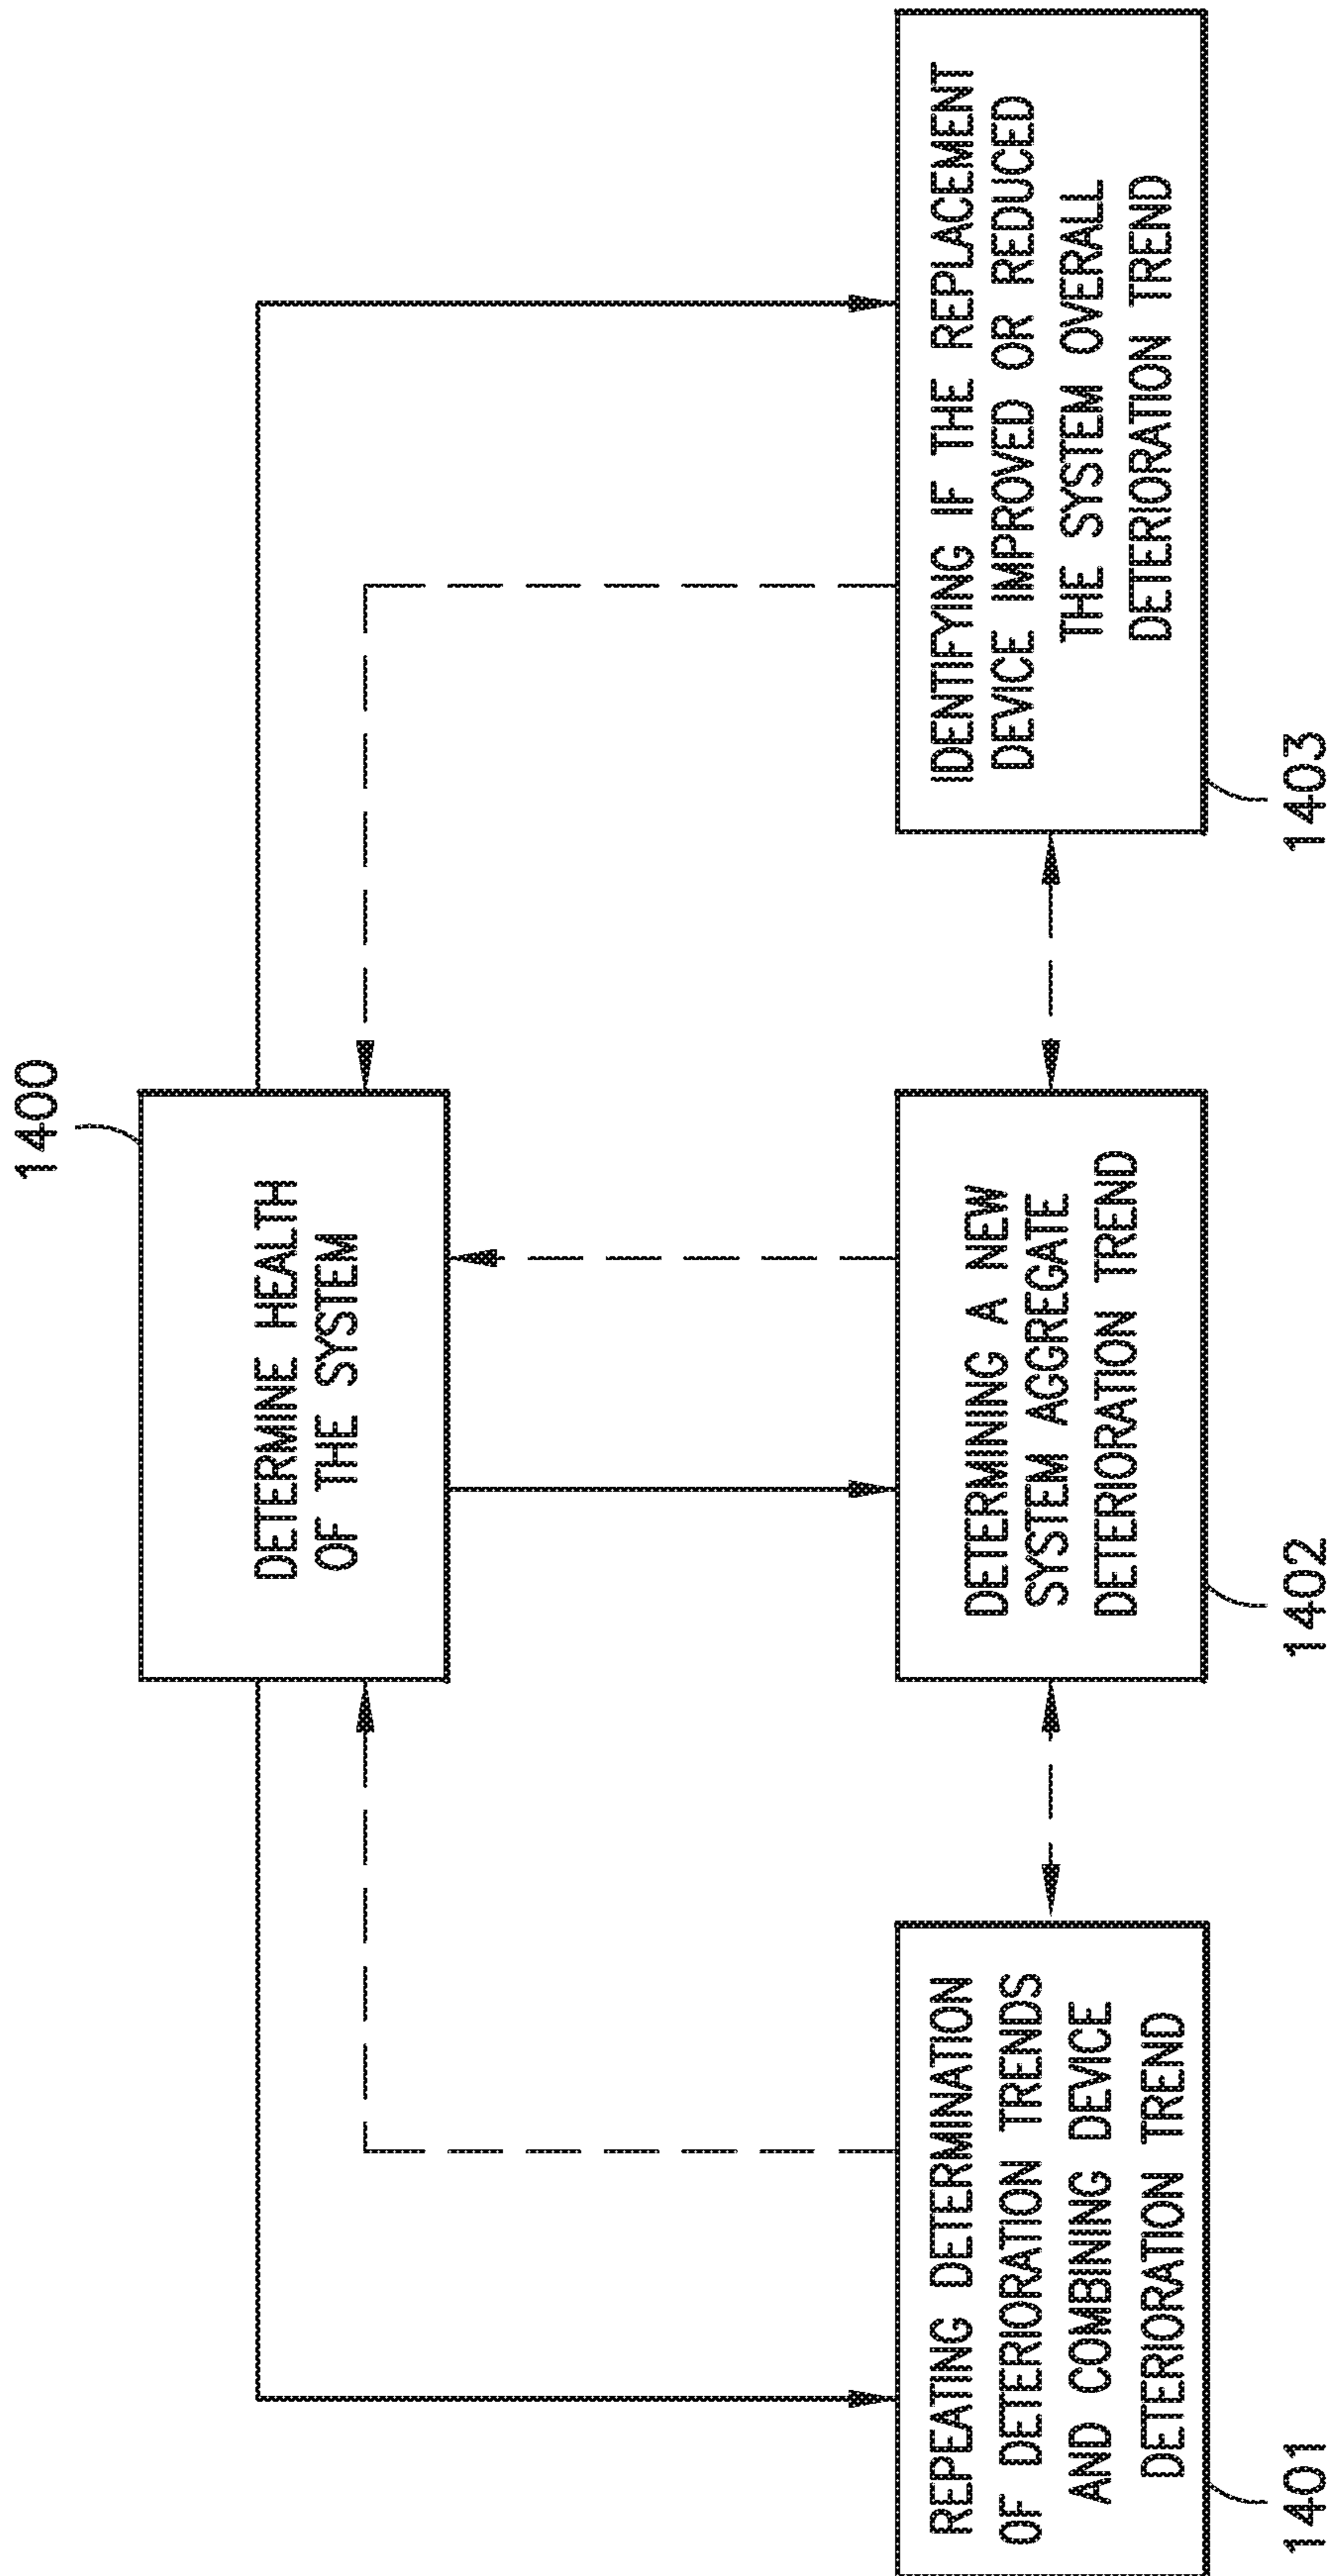 1400
DETERMINE HEALTH
OF THE SYSTEM
REPEATING DETERMINATION
OF DETERIORATION TRENDS
AND COMBINING DEVICE
DETERIORATION TREND
1401
DETERMINING A NEW
SYSTEM AGGREGATE
DETERIORATION TREND
1402
IDENTIFYING IF THE REPLACEMENT
DEVICE IMPROVED OR REDUCED
THE SYSTEM OVERALL
DETERIORATION TREND
1403